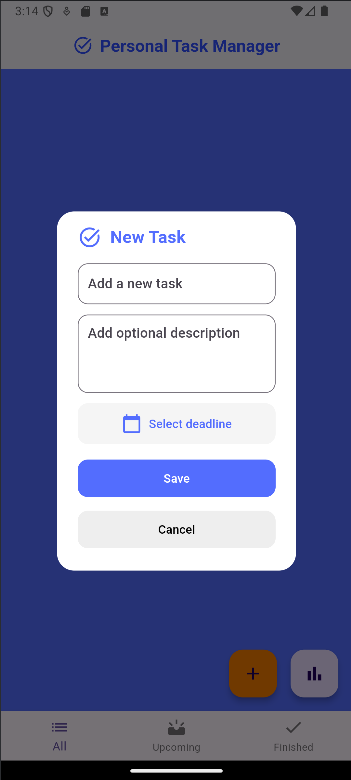 3:14
Personal Task Manager
New Task
Add a new task
Add optional description
Select deadline
Save
Cancel
All
Upcoming
Finished